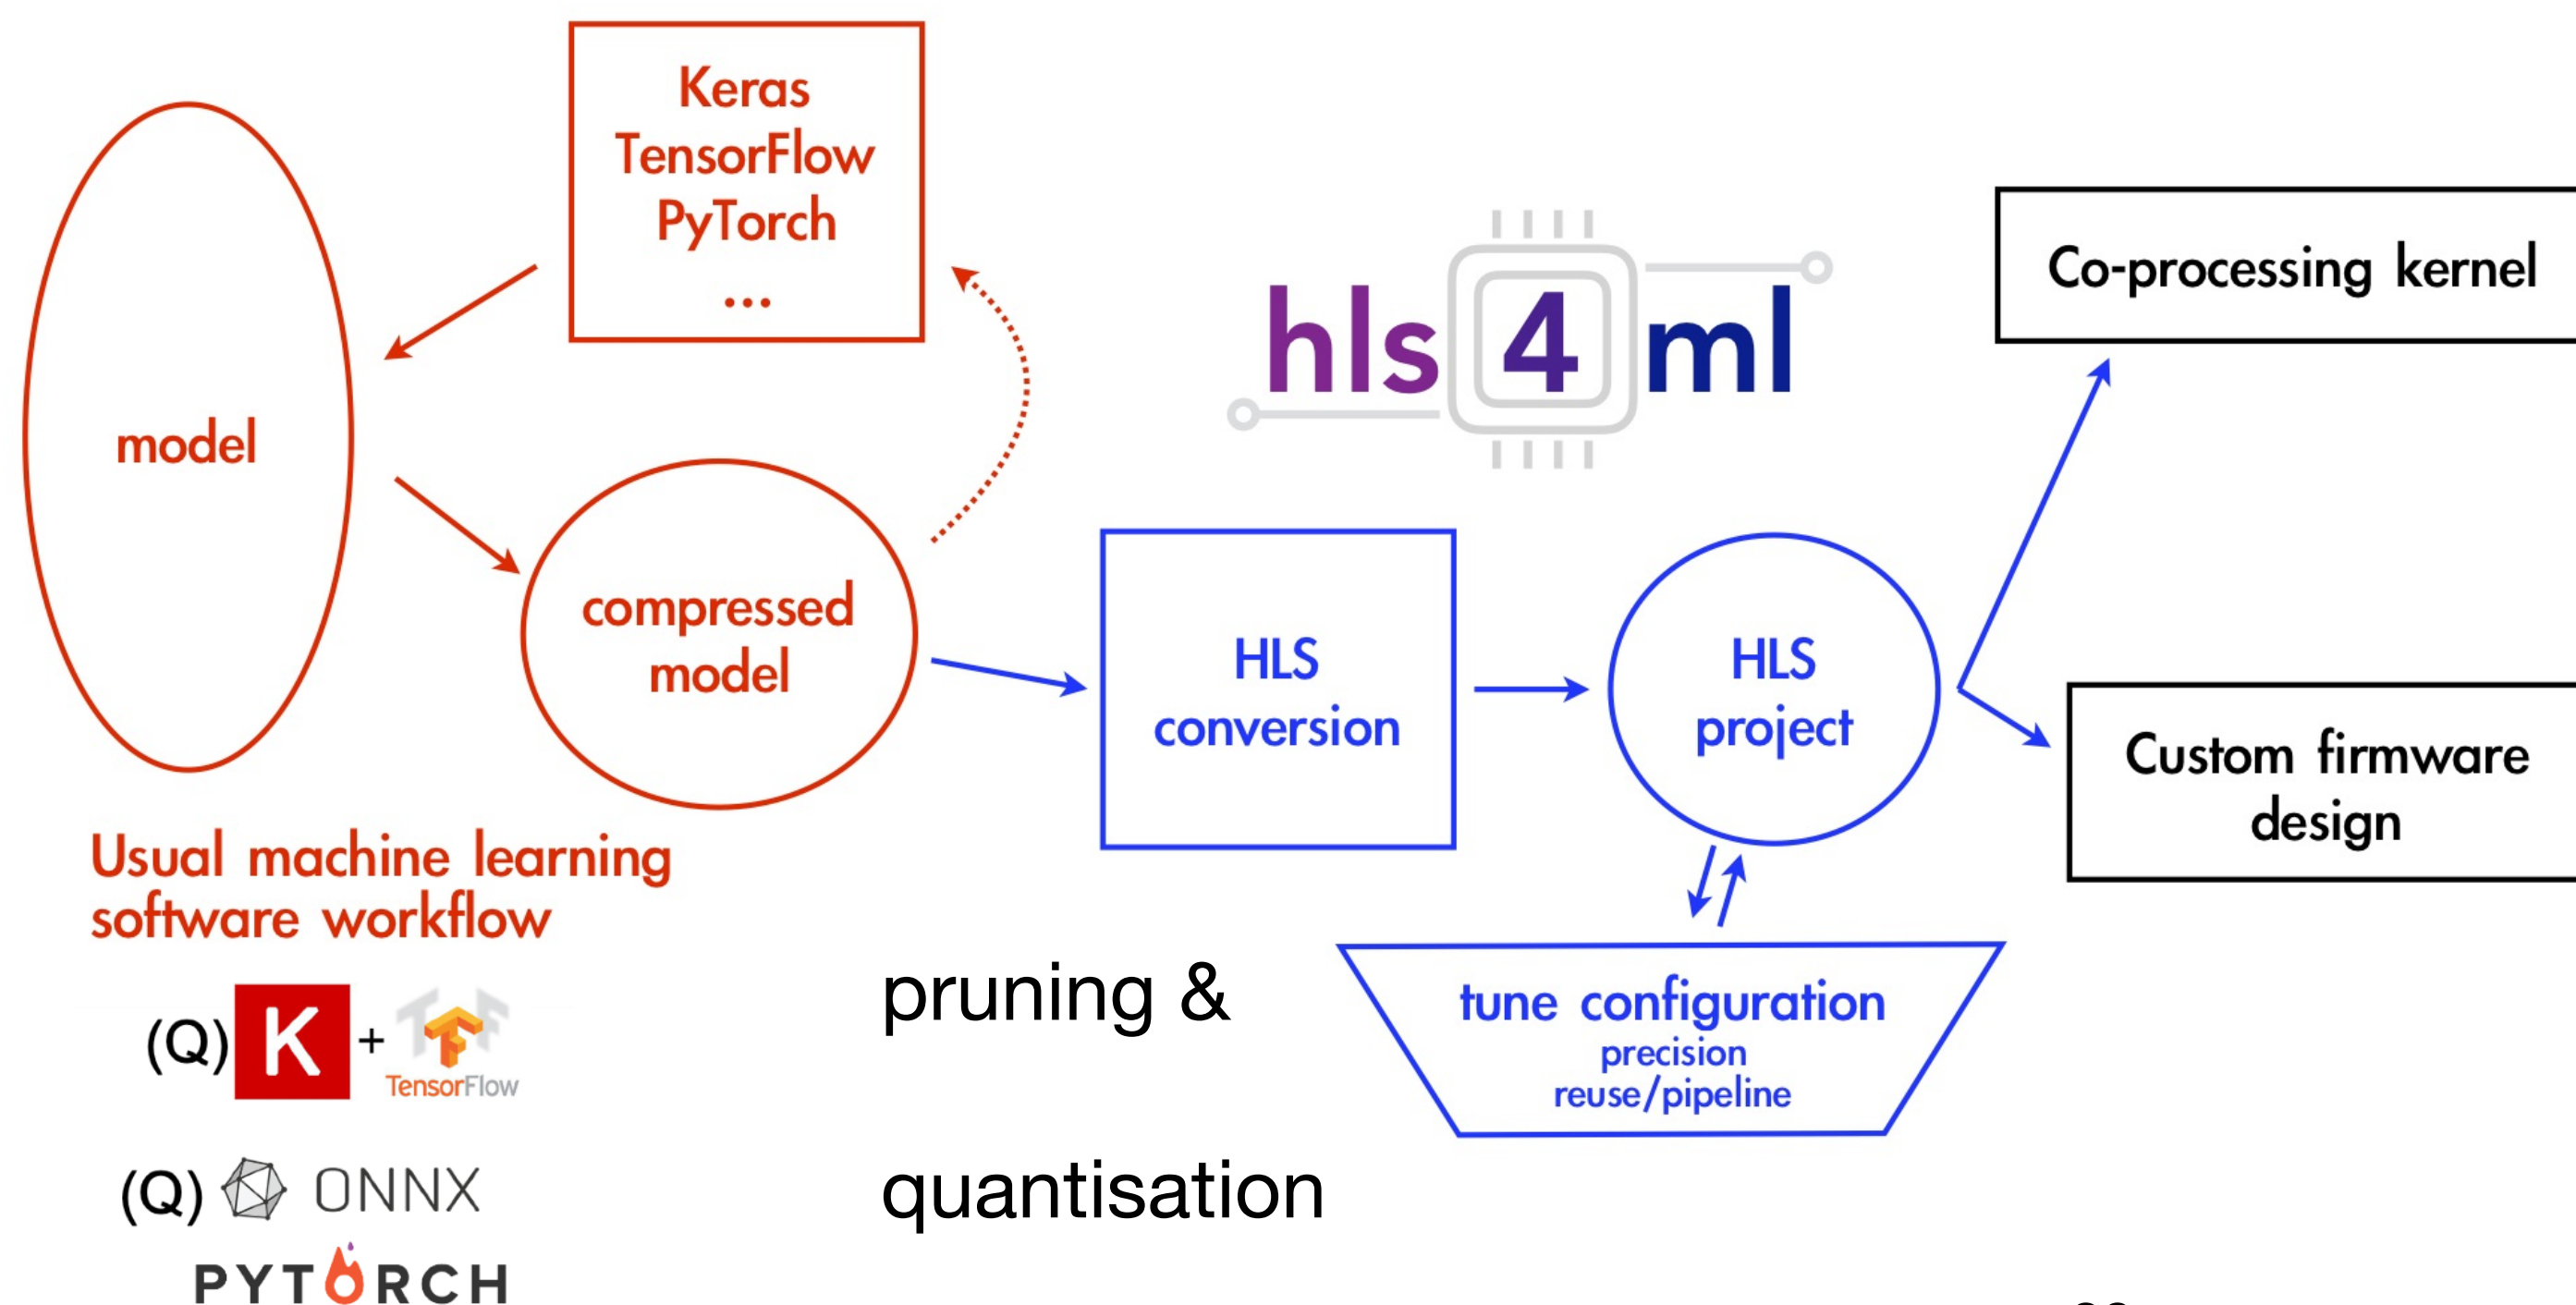 Keras
TensorFlow
PyTorch
...
model
compressed
model
hls4ml
HLS
conversion
HLS
project
Co-processing kernel
Custom firmware
design
tune configuration
precision
reuse/pipeline
Usual machine learning
software workflow
(Q) K + TensorFlow
(Q) ONNX
PYTORCH
pruning &
quantisation